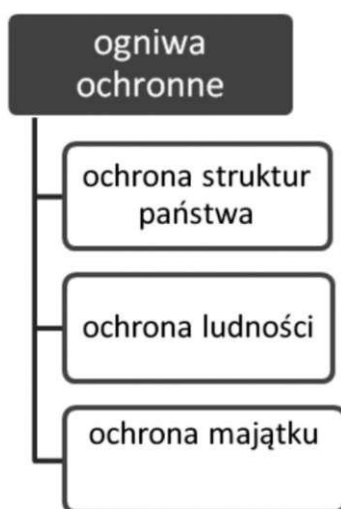 ogniwa
ochronne
ochrona struktur
państwa
ochrona ludności
ochrona majątku